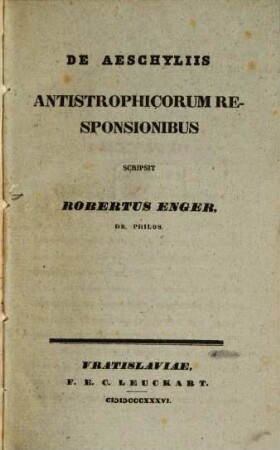 DE AESCHYLIIS
ANTISTROPHICORUM RE-
SPONSIONIBUS
SCRIPSIT
ROBERTUS ENGER,
DR. PHILOS.
VRATISLAVIAE,
F. E. C. LEUCKART.
CIƆIƆCCCXXXVI.